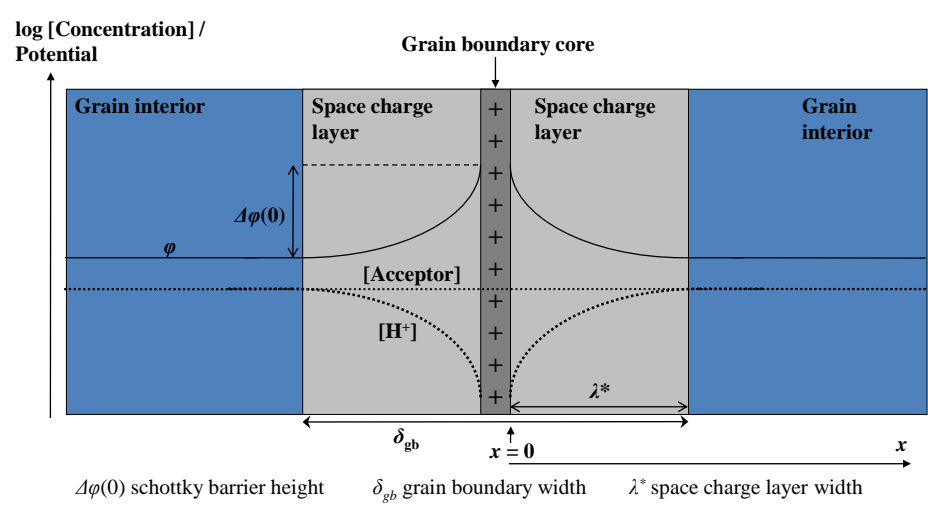 log [Concentration] /
Potential
Grain boundary core
Grain interior
Space charge
layer
+
+
+
+
+
+
+
+
+
+
Space charge
layer
Grain
interior
Δφ(0)
φ
[Acceptor]
[H⁺]
λ*
δgb
x = 0
x
Δφ(0) schottky barrier height δgb grain boundary width λ* space charge layer width